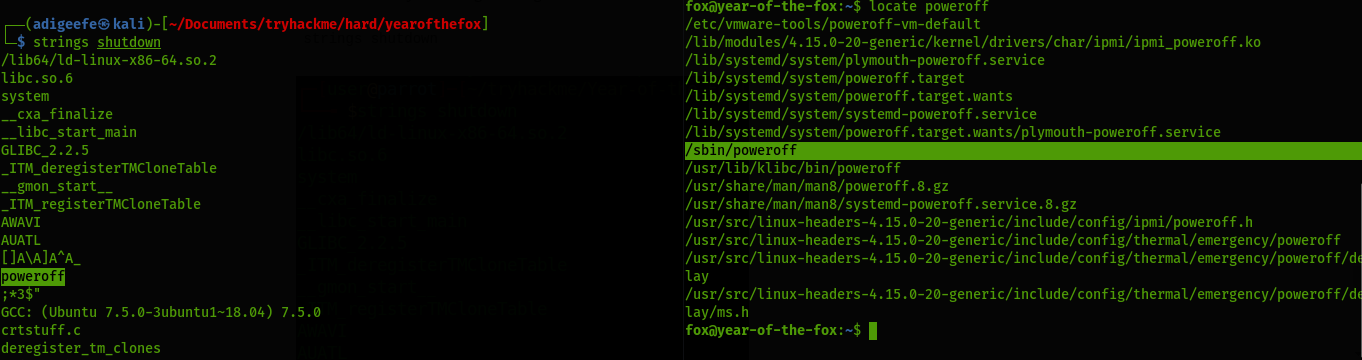 ┌──(adigeefe㉿kali)-[~/Documents/tryhackme/hard/yearofthefox]
└─$ strings shutdown
/lib64/ld-linux-x86-64.so.2
libc.so.6
system
__cxa_finalize
__libc_start_main
GLIBC_2.2.5
_ITM_deregisterTMCloneTable
__gmon_start__
_ITM_registerTMCloneTable
AWAVI
AUATL
[]A\A]A^A_
poweroff
;*3$"
GCC: (Ubuntu 7.5.0-3ubuntu1~18.04) 7.5.0
crtstuff.c
deregister_tm_clones
fox@year-of-the-fox:~$ locate poweroff
/etc/vmware-tools/poweroff-vm-default
/lib/modules/4.15.0-20-generic/kernel/drivers/char/ipmi/ipmi_poweroff.ko
/lib/systemd/system/plymouth-poweroff.service
/lib/systemd/system/poweroff.target
/lib/systemd/system/poweroff.target.wants
/lib/systemd/system/systemd-poweroff.service
/lib/systemd/system/poweroff.target.wants/plymouth-poweroff.service
/sbin/poweroff
/usr/lib/klibc/bin/poweroff
/usr/share/man/man8/poweroff.8.gz
/usr/share/man/man8/systemd-poweroff.service.8.gz
/usr/src/linux-headers-4.15.0-20-generic/include/config/ipmi/poweroff.h
/usr/src/linux-headers-4.15.0-20-generic/include/config/thermal/emergency/poweroff
/usr/src/linux-headers-4.15.0-20-generic/include/config/thermal/emergency/poweroff/de
lay
/usr/src/linux-headers-4.15.0-20-generic/include/config/thermal/emergency/poweroff/de
lay/ms.h
fox@year-of-the-fox:~$